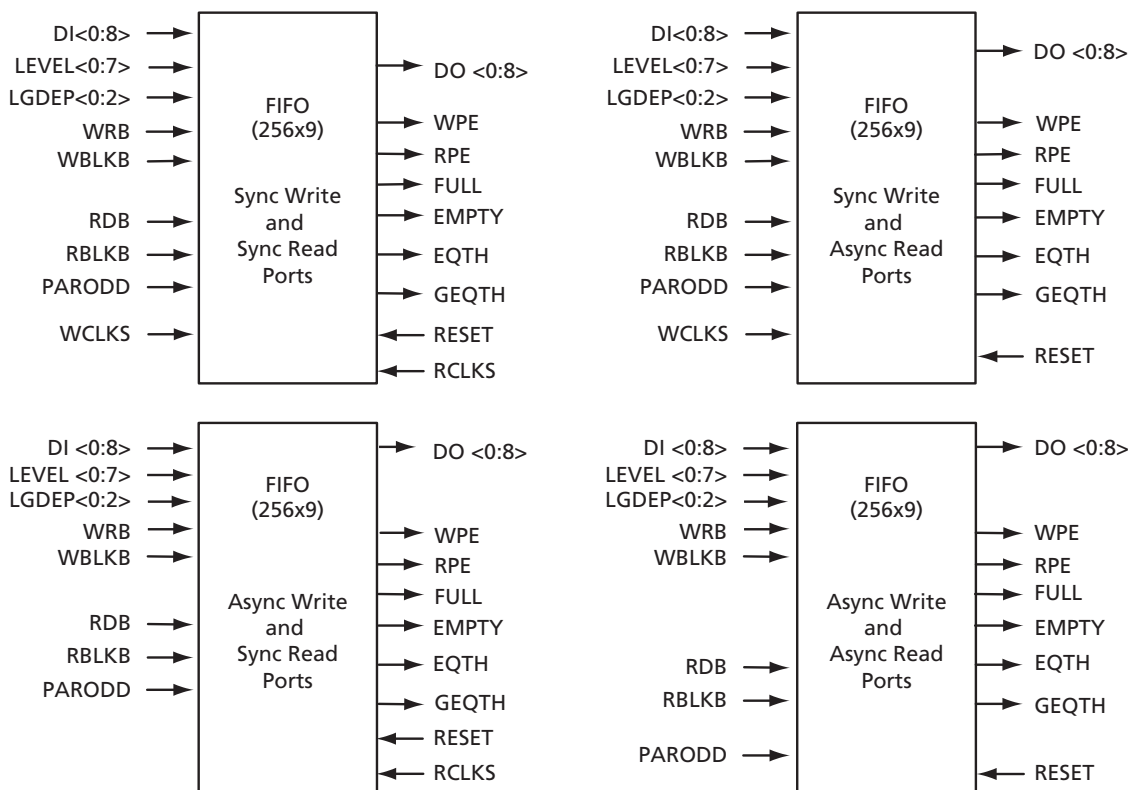 DI<0:8>
LEVEL<0:7>
LGDEP<0:2>
WRB
WBLKB
RDB
RBLKB
PARODD
WCLKS
FIFO
(256x9)
Sync Write
and
Sync Read
Ports
DO <0:8>
WPE
RPE
FULL
EMPTY
EQTH
GEQTH
RESET
RCLKS
DI<0:8>
LEVEL<0:7>
LGDEP<0:2>
WRB
WBLKB
RDB
RBLKB
PARODD
WCLKS
FIFO
(256x9)
Sync Write
and
Async Read
Ports
DO <0:8>
WPE
RPE
FULL
EMPTY
EQTH
GEQTH
RESET
DI <0:8>
LEVEL <0:7>
LGDEP<0:2>
WRB
WBLKB
RDB
RBLKB
PARODD
FIFO
(256x9)
Async Write
and
Sync Read
Ports
DO <0:8>
WPE
RPE
FULL
EMPTY
EQTH
GEQTH
RESET
RCLKS
DI <0:8>
LEVEL <0:7>
LGDEP<0:2>
WRB
WBLKB
RDB
RBLKB
PARODD
FIFO
(256x9)
Async Write
and
Async Read
Ports
DO <0:8>
WPE
RPE
FULL
EMPTY
EQTH
GEQTH
RESET